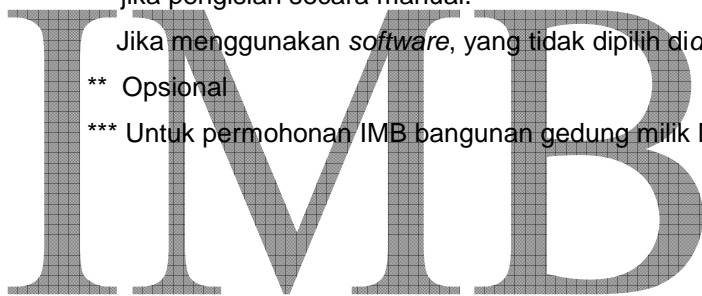 jika pengisian secara manual.
Jika menggunakan software, yang tidak dipilih di
** Opsional
*** Untuk permohonan IMB bangunan gedung milik
IMB